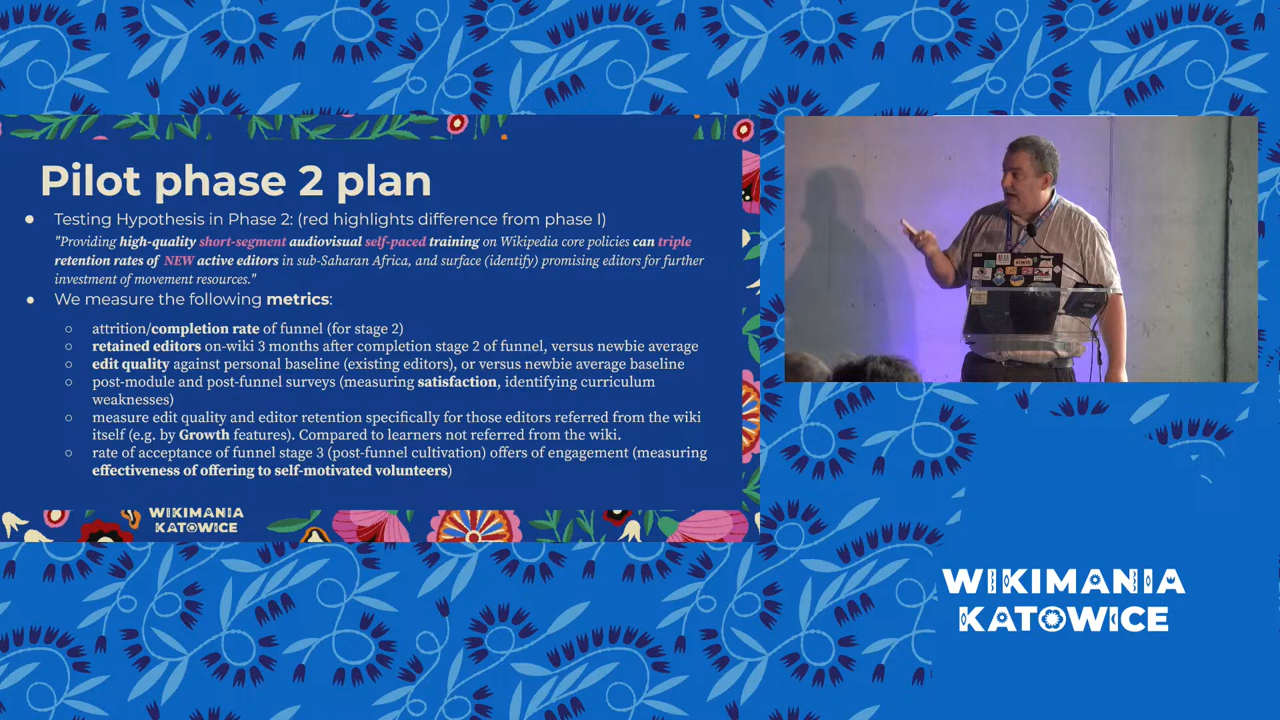 Pilot phase 2 plan
Testing Hypothesis in Phase 2: (red highlights difference from phase I)
"Providing high-quality short-segment audiovisual self-paced training on Wikipedia core policies can triple
retention rates of NEW active editors in sub-Saharan Africa, and surface (identify) promising editors for further
investment of movement resources."
We measure the following metrics:
attrition/completion rate of funnel (for stage 2)
retained editors on-wiki 3 months after completion stage 2 of funnel, versus newbie average
edit quality against personal baseline (existing editors), or versus newbie average baseline
post-module and post-funnel surveys (measuring satisfaction, identifying curriculum
weaknesses)
measure edit quality and editor retention specifically for those editors referred from the wiki
itself (e.g. by Growth features). Compared to learners not referred from the wiki.
rate of acceptance of funnel stage 3 (post-funnel cultivation) offers of engagement (measuring
effectiveness of offering to self-motivated volunteers)
WIKIMANIA
KATOWICE
WIKIMANIA
KATOWICE